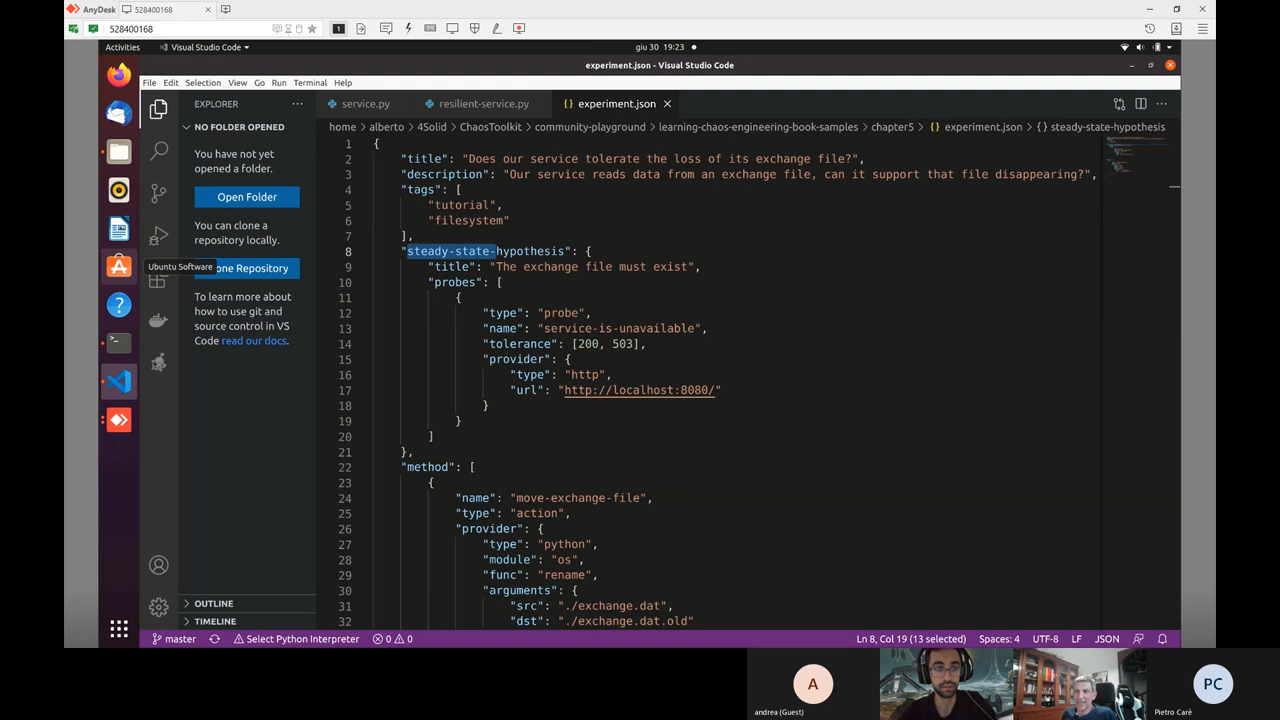 AnyDesk
528400168
528400168
1
Activities
Visual Studio Code
giu 30 19:23
experiment.json - Visual Studio Code
File Edit Selection View Go Run Terminal Help
EXPLORER
service.py
resilient-service.py
{} experiment.json
NO FOLDER OPENED
home > alberto > 4Solid > ChaosToolkit > community-playground > learning-chaos-engineering-book-samples > chapter5 > {} experiment.json > {} steady-state-hypothesis
You have not yet
opened a folder.
Open Folder
You can clone a
repository locally.
Ubuntu Software
one Repository
To learn more about
how to use git and
source control in VS
Code read our docs.
OUTLINE
TIMELINE
1 {
2 "title": "Does our service tolerate the loss of its exchange file?",
3 "description": "Our service reads data from an exchange file, can it support that file disappearing?",
4 "tags": [
5 "tutorial",
6 "filesystem"
7 ],
8 "steady-state-hypothesis": {
9 "title": "The exchange file must exist",
10 "probes": [
11 {
12 "type": "probe",
13 "name": "service-is-unavailable",
14 "tolerance": [200, 503],
15 "provider": {
16 "type": "http",
17 "url": "http://localhost:8080/"
18 }
19 }
20 ]
21 },
22 "method": [
23 {
24 "name": "move-exchange-file",
25 "type": "action",
26 "provider": {
27 "type": "python",
28 "module": "os",
29 "func": "rename",
30 "arguments": {
31 "src": "./exchange.dat",
32 "dst": "./exchange.dat.old"
master
Select Python Interpreter
0 0
Ln 8, Col 19 (13 selected)
Spaces: 4
UTF-8
LF
JSON
A
andrea (Guest)
PC
Pietro Carè